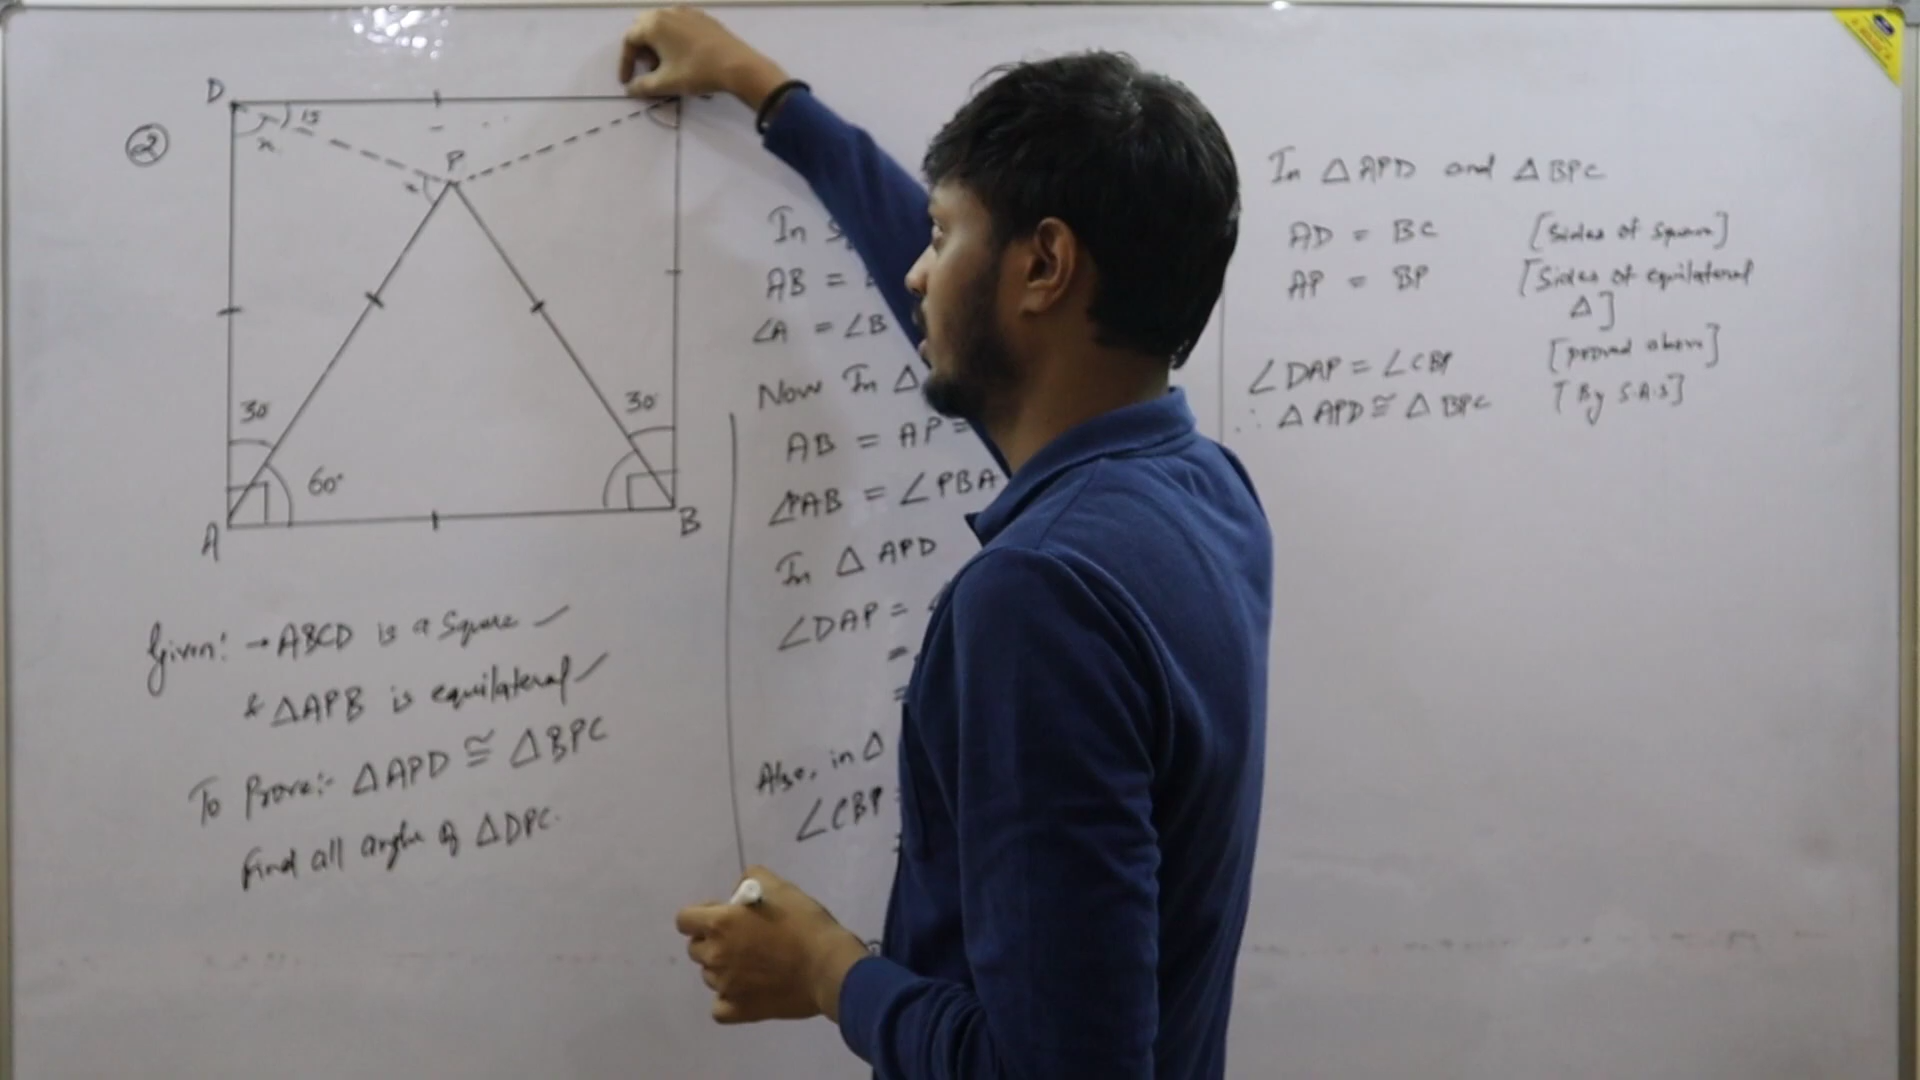 ②
D
15
x
P
x
30
30
60°
A
B
Given: → ABCD is a square
& △APB is equilateral
To Prove:- △APD ≅ △BPC
Find all angle of △DPC.
In
AB =
∠A = ∠B
Now In △
AB = AP =
∠PAB = ∠PBA
In △ APD
∠DAP =
=
=
Also, in △
∠CBP =
In △APD and △BPC
AD = BC [Sides of square]
AP = BP [Sides of equilateral
△]
∠DAP = ∠CBP [proved above]
∴ △APD ≅ △BPC [By S.A.S]